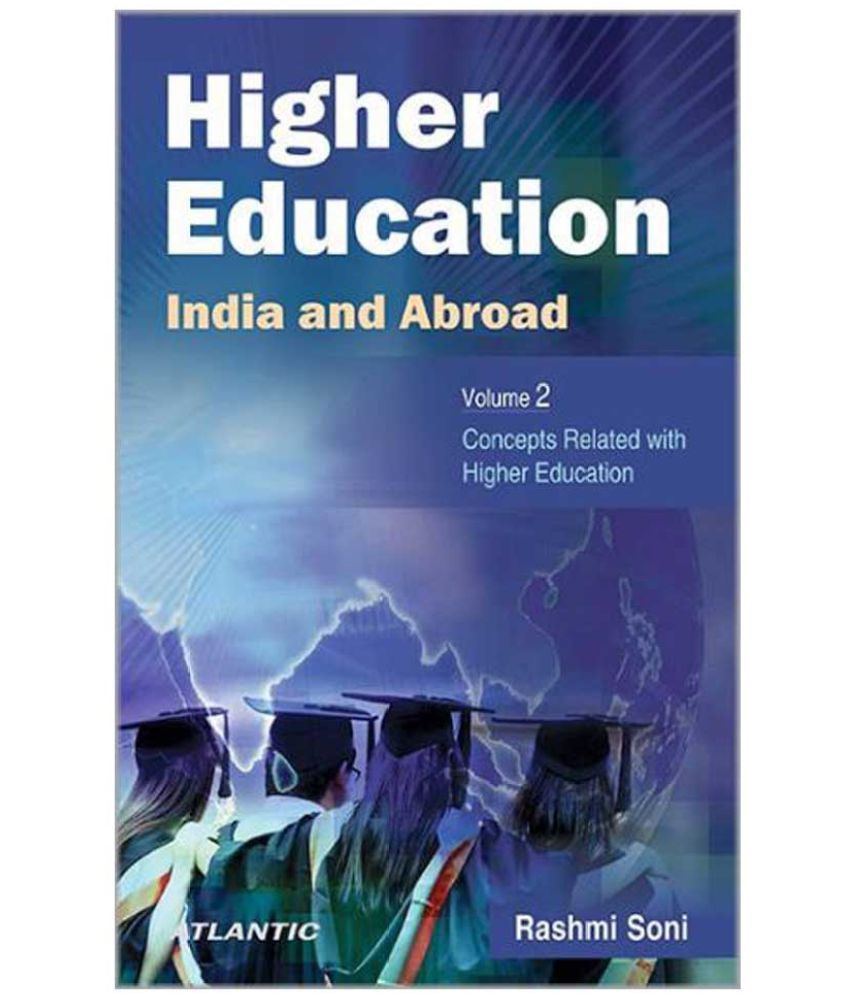 Higher
Education
India and Abroad
Volume 2
Concepts Related with
Higher Education
ATLANTIC
Rashmi Soni